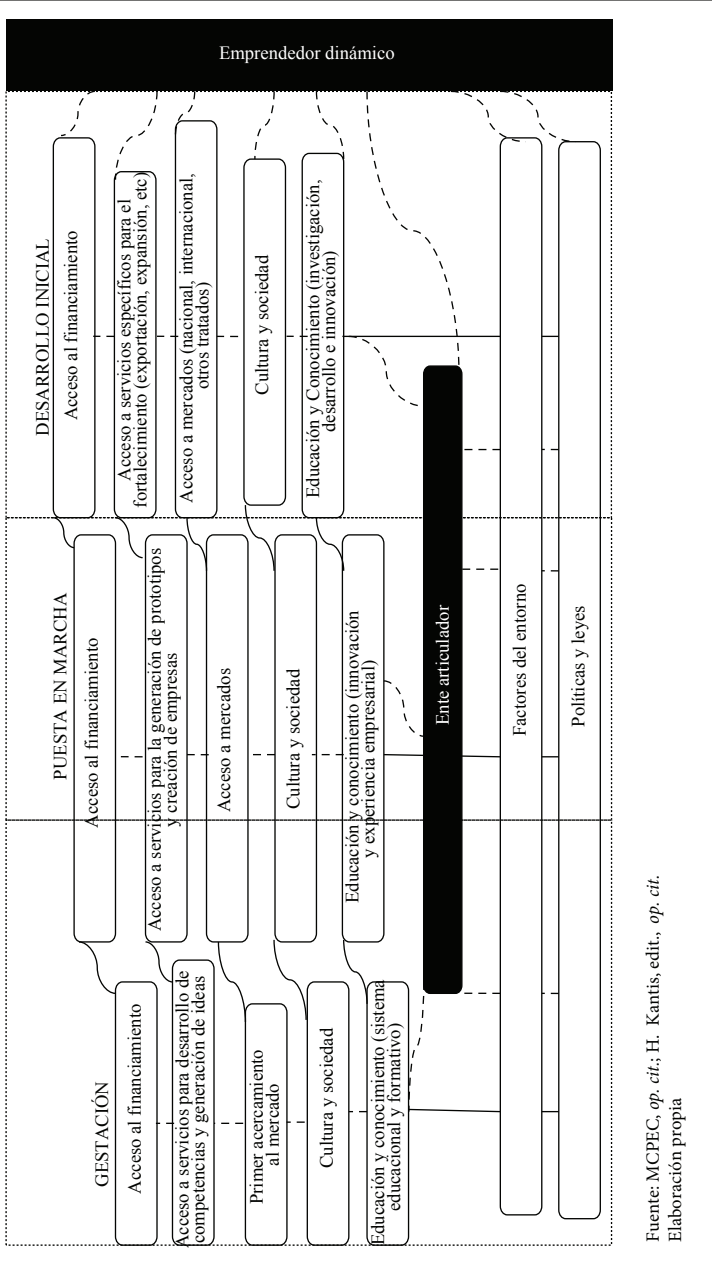 Emprendedor dinámico
GESTACIÓN
Acceso al financiamiento
Acceso a servicios para desarrollo de
competencias y generación de ideas
Primer acercamiento
al mercado
Cultura y sociedad
Educación y conocimiento (sistema
educacional y formativo)
PUESTA EN MARCHA
Acceso al financiamiento
Acceso a servicios para la generación de prototipos
y creación de empresas
Acceso a mercados
Cultura y sociedad
Educación y conocimiento (innovación
y experiencia empresarial)
DESARROLLO INICIAL
Acceso al financiamiento
Acceso a servicios específicos para el
fortalecimiento (exportación, expansión, etc)
Acceso a mercados (nacional, internacional,
otros tratados)
Cultura y sociedad
Educación y Conocimiento (investigación,
desarrollo e innovación)
Ente articulador
Factores del entorno
Políticas y leyes
Fuente: MCPEC, op. cit.; H. Kantis, edit., op. cit.
Elaboración propia